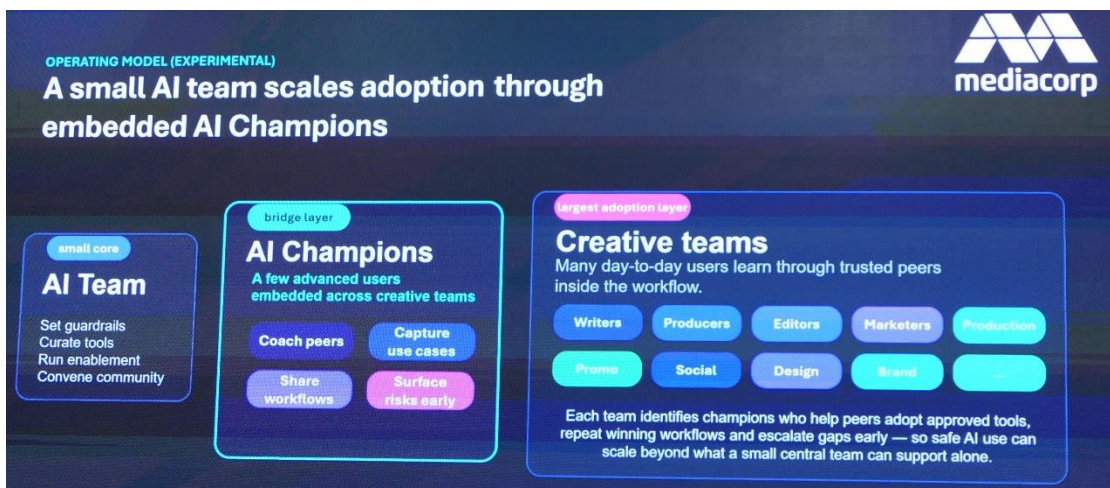 OPERATING MODEL (EXPERIMENTAL)
A small AI team scales adoption through
embedded AI Champions
mediacorp
small core
AI Team
Set guardrails
Curate tools
Run enablement
Convene community
bridge layer
AI Champions
A few advanced users
embedded across creative teams
Coach peers
Capture
use cases
Share
workflows
Surface
risks early
largest adoption layer
Creative teams
Many day-to-day users learn through trusted peers
inside the workflow.
Writers
Producers
Editors
Marketers
Production
Promo
Social
Design
Brand
...
Each team identifies champions who help peers adopt approved tools,
repeat winning workflows and escalate gaps early — so safe AI use can
scale beyond what a small central team can support alone.